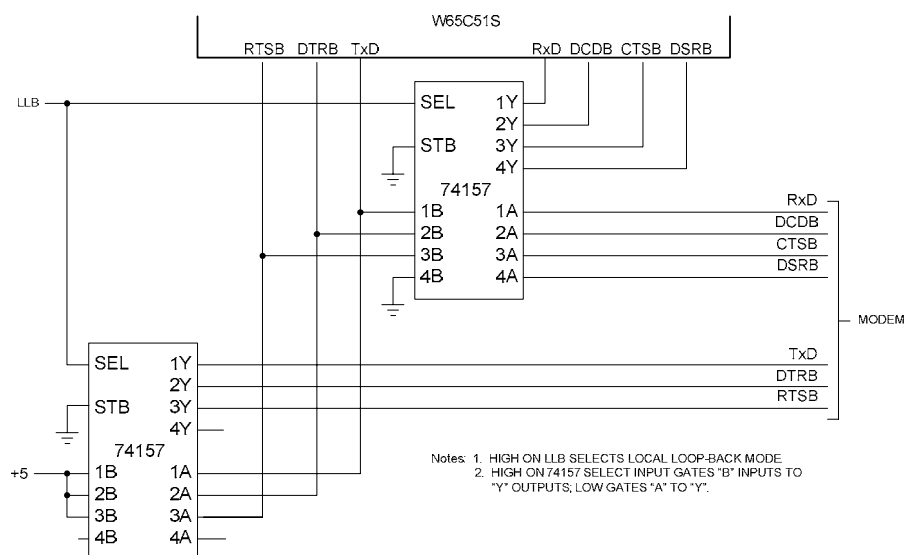 W65C51S
RTSB DTRB TxD RxD DCDB CTSB DSRB
LLB
SEL 1Y
2Y
STB 3Y
4Y
74157
1B 1A
2B 2A
3B 3A
4B 4A
RxD
DCDB
CTSB
DSRB
MODEM
TxD
DTRB
RTSB
SEL 1Y
2Y
STB 3Y
4Y
74157
+5
1B 1A
2B 2A
3B 3A
4B 4A
Notes: 1. HIGH ON LLB SELECTS LOCAL LOOP-BACK MODE
2. HIGH ON 74157 SELECT INPUT GATES "B" INPUTS TO
"Y" OUTPUTS; LOW GATES "A" TO "Y".